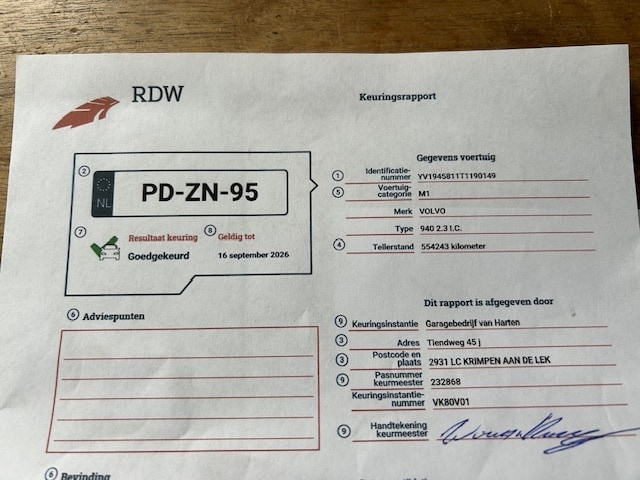 RDW
Keuringsrapport
2
NL
PD-ZN-95
7
Resultaat keuring
Goedgekeurd
8
Geldig tot
16 september 2026
Gegevens voertuig
1 Identificatie-
nummer YV1945811T1190149
5 Voertuig-
categorie M1
Merk VOLVO
Type 940 2.3 I.C.
4 Tellerstand 554243 kilometer
6 Adviespunten
Dit rapport is afgegeven door
9 Keuringsinstantie Garagebedrijf van Harten
3 Adres Tiendweg 45 j
3 Postcode en
plaats 2931 LC KRIMPEN AAN DE LEK
9 Pasnummer
keurmeester 232868
Keuringsinstantie-
nummer VK80V01
9 Handtekening
keurmeester
6 Bevinding